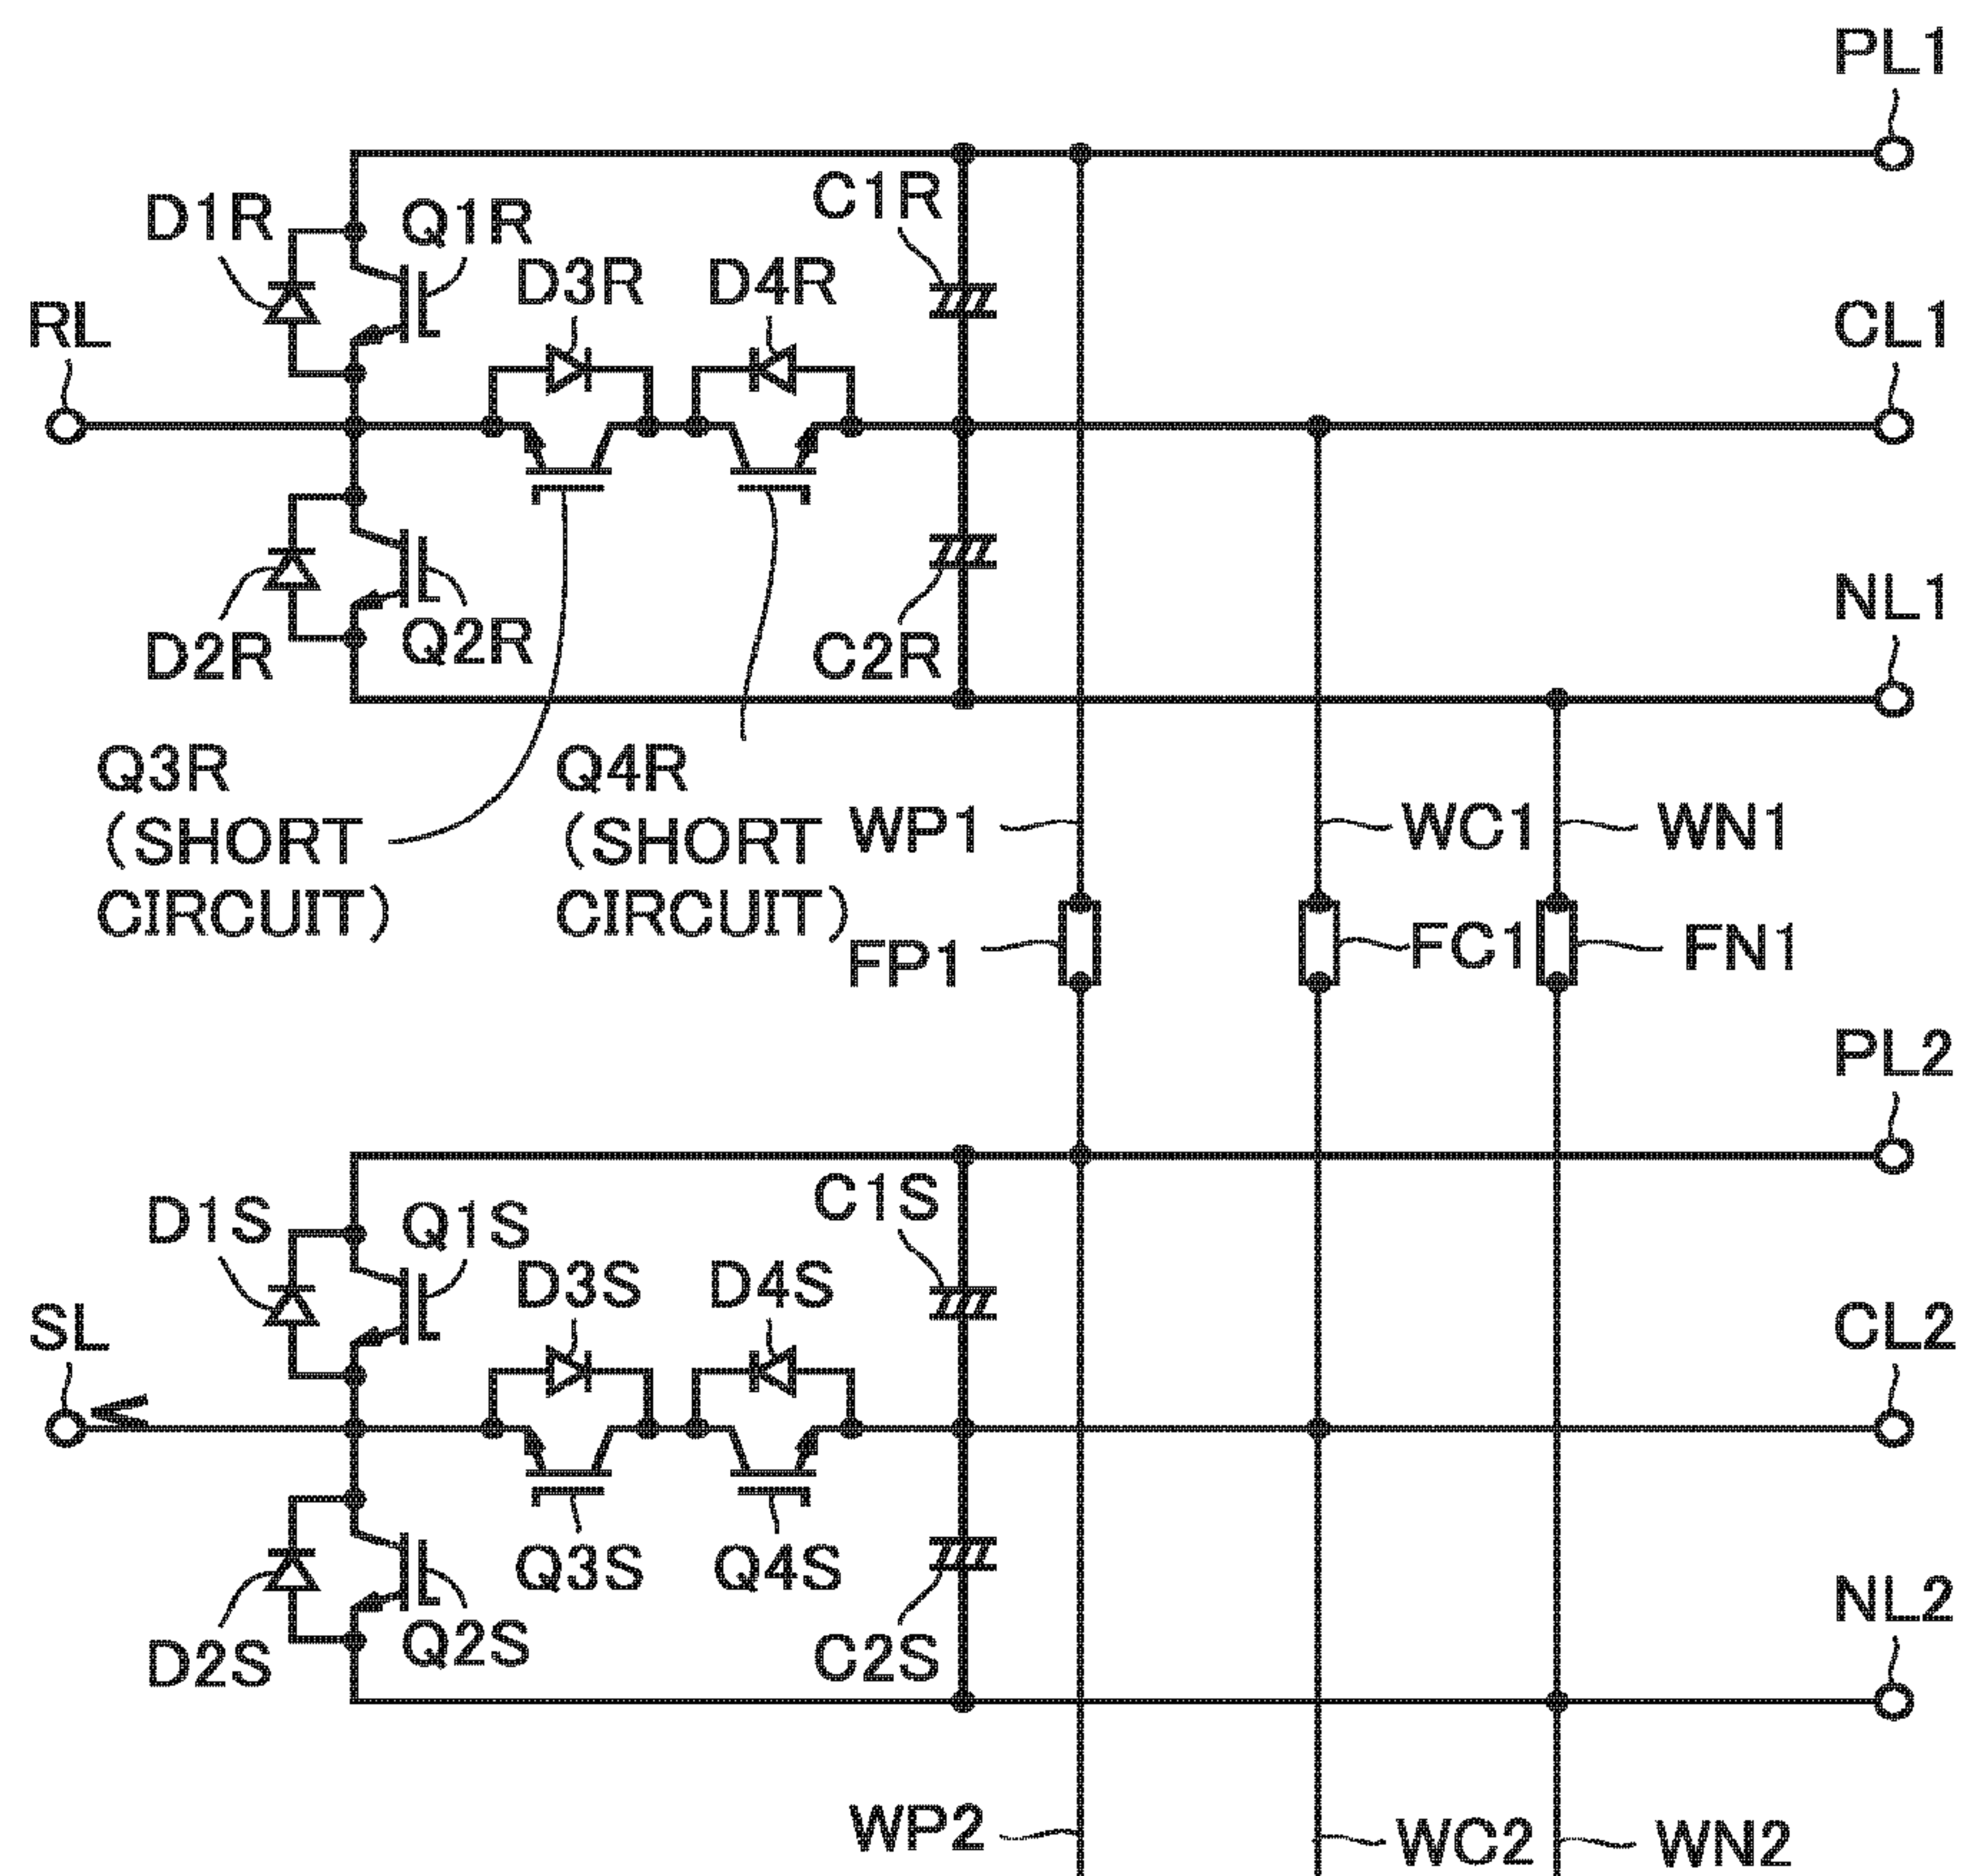 PL1
D1R
Q1R
C1R
D3R
D4R
RL
CL1
D2R
Q2R
C2R
NL1
Q3R
(SHORT
CIRCUIT)
Q4R
(SHORT
CIRCUIT)
WP1
WC1
WN1
FP1
FC1
FN1
PL2
D1S
Q1S
C1S
D3S
D4S
SL
CL2
Q3S
Q4S
D2S
Q2S
C2S
NL2
WP2
WC2
WN2